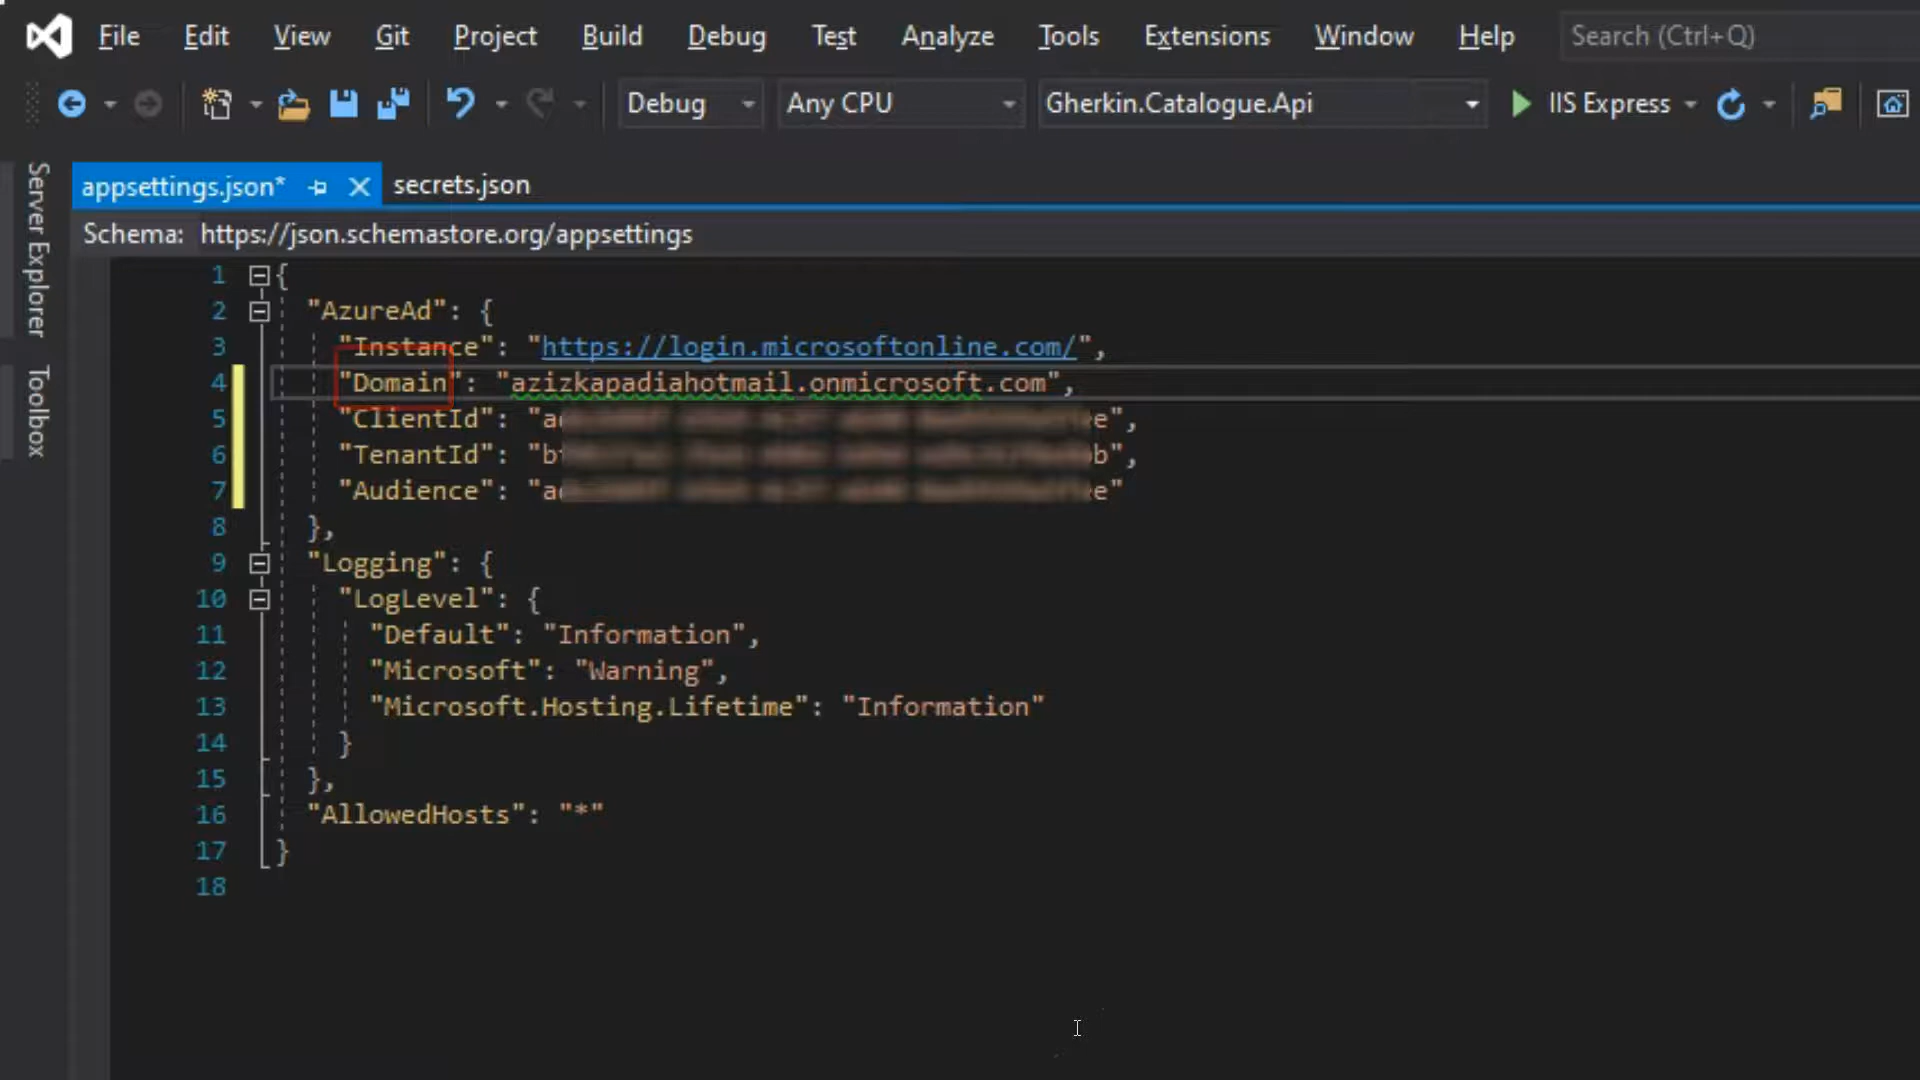 File Edit View Git Project Build Debug Test Analyze Tools Extensions Window Help Search (Ctrl+Q)
Debug Any CPU Gherkin.Catalogue.Api IIS Express
Server Explorer
Toolbox
appsettings.json* secrets.json
Schema: https://json.schemastore.org/appsettings
1 {
2 "AzureAd": {
3 "Instance": "https://login.microsoftonline.com/",
4 "Domain": "azizkapadiahotmail.onmicrosoft.com",
5 "ClientId": "a e",
6 "TenantId": "b b",
7 "Audience": "a e"
8 },
9 "Logging": {
10 "LogLevel": {
11 "Default": "Information",
12 "Microsoft": "Warning",
13 "Microsoft.Hosting.Lifetime": "Information"
14 }
15 },
16 "AllowedHosts": "*"
17 }
18